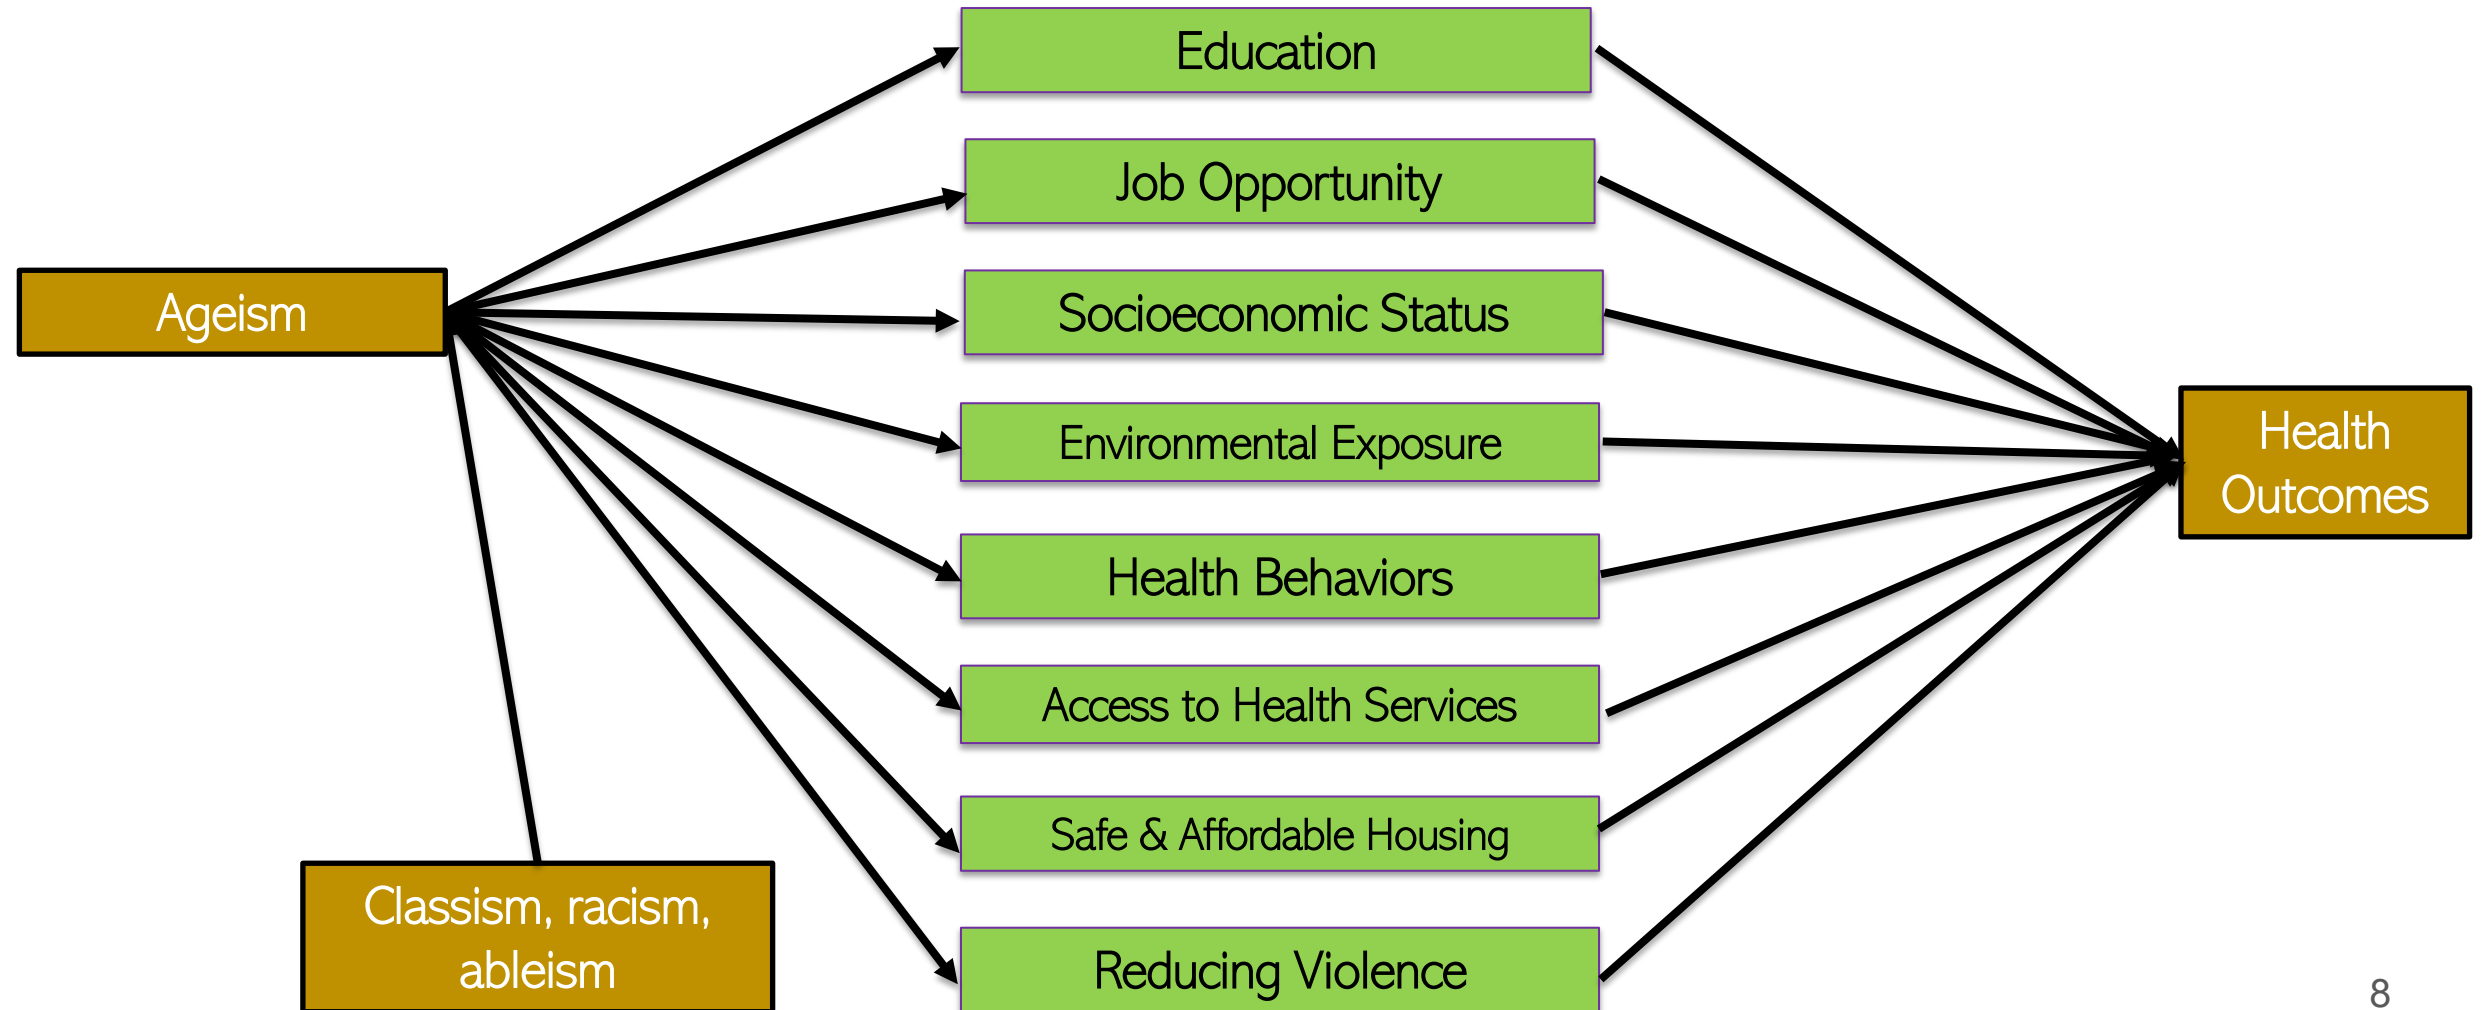 Education
Job Opportunity
Ageism
Socioeconomic Status
Environmental Exposure
Health
Outcomes
Health Behaviors
Access to Health Services
Safe & Affordable Housing
Classism, racism,
ableism
Reducing Violence
8